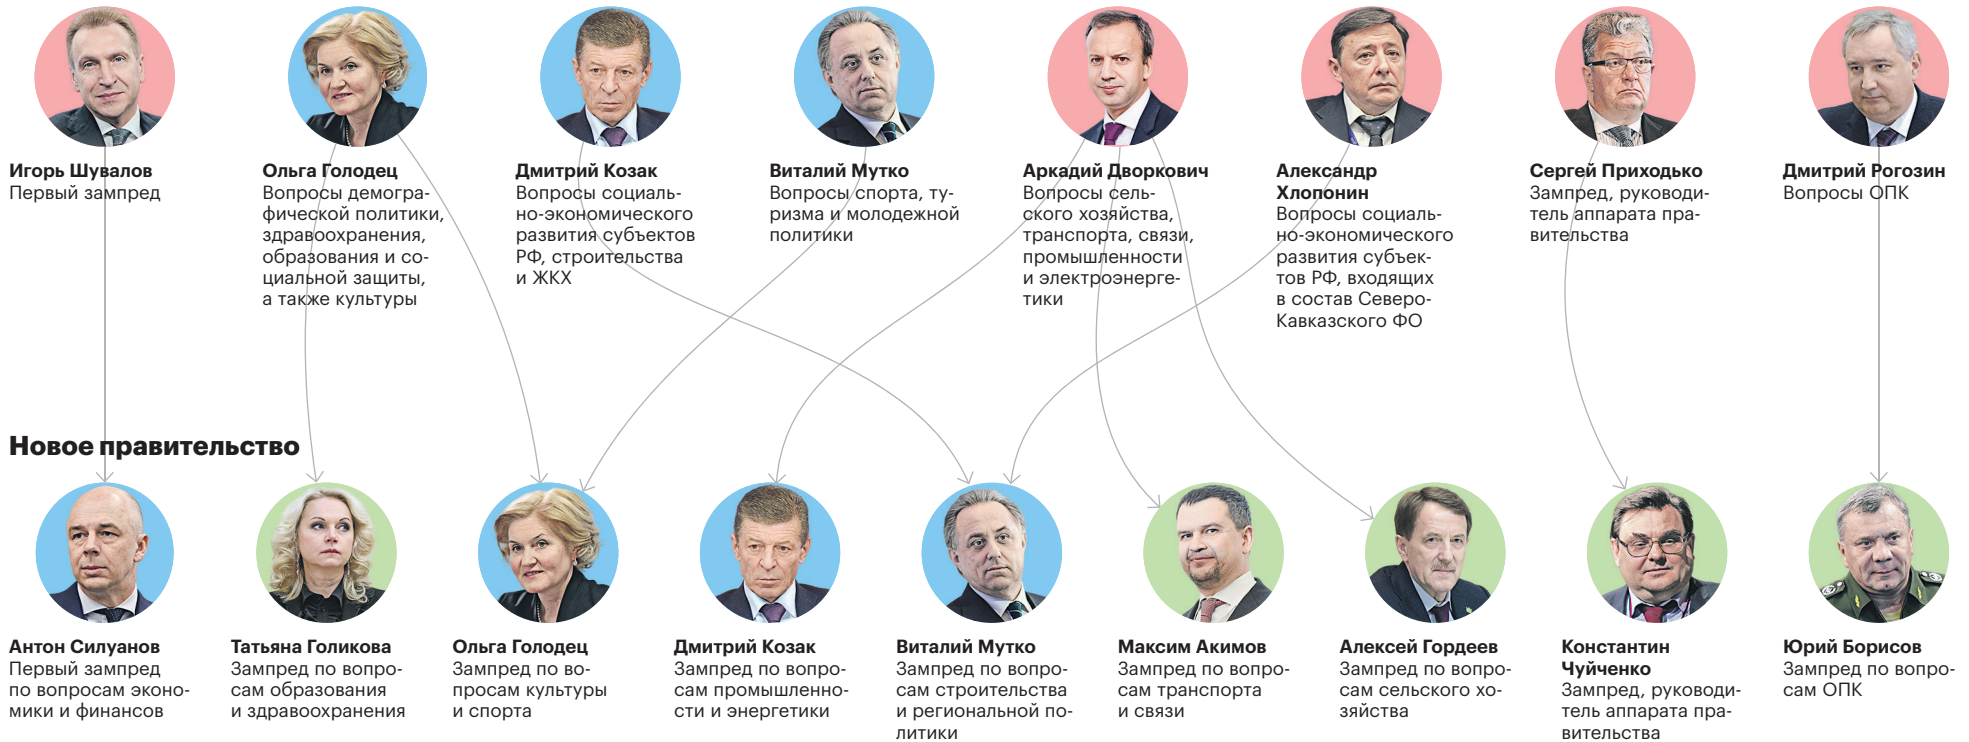 Игорь Шувалов
Первый зампред
Ольга Голодец
Вопросы демогра-
фической политики,
здравоохранения,
образования и со-
циальной защиты,
а также культуры
Дмитрий Козак
Вопросы социаль-
но-экономического
развития субъектов
РФ, строительства
и ЖКХ
Виталий Мутко
Вопросы спорта, ту-
ризма и молодежной
политики
Аркадий Дворкович
Вопросы сель-
ского хозяйства,
транспорта, связи,
промышленности
и электроэнерге-
тики
Александр
Хлопонин
Вопросы социаль-
но-экономического
развития субъек-
тов РФ, входящих
в состав Северо-
Кавказского ФО
Сергей Приходько
Зампред, руководи-
тель аппарата пра-
вительства
Дмитрий Рогозин
Вопросы ОПК
Новое правительство
Антон Силуанов
Первый зампред
по вопросам эконо-
мики и финансов
Татьяна Голикова
Зампред по вопро-
сам образования
и здравоохранения
Ольга Голодец
Зампред по во-
просам культуры
и спорта
Дмитрий Козак
Зампред по вопро-
сам промышленно-
сти и энергетики
Виталий Мутко
Зампред по вопро-
сам строительства
и региональной по-
литики
Максим Акимов
Зампред по вопро-
сам транспорта
и связи
Алексей Гордеев
Зампред по вопро-
сам сельского хо-
зяйства
Константин
Чуйченко
Зампред, руководи-
тель аппарата пра-
вительства
Юрий Борисов
Зампред по вопро-
сам ОПК